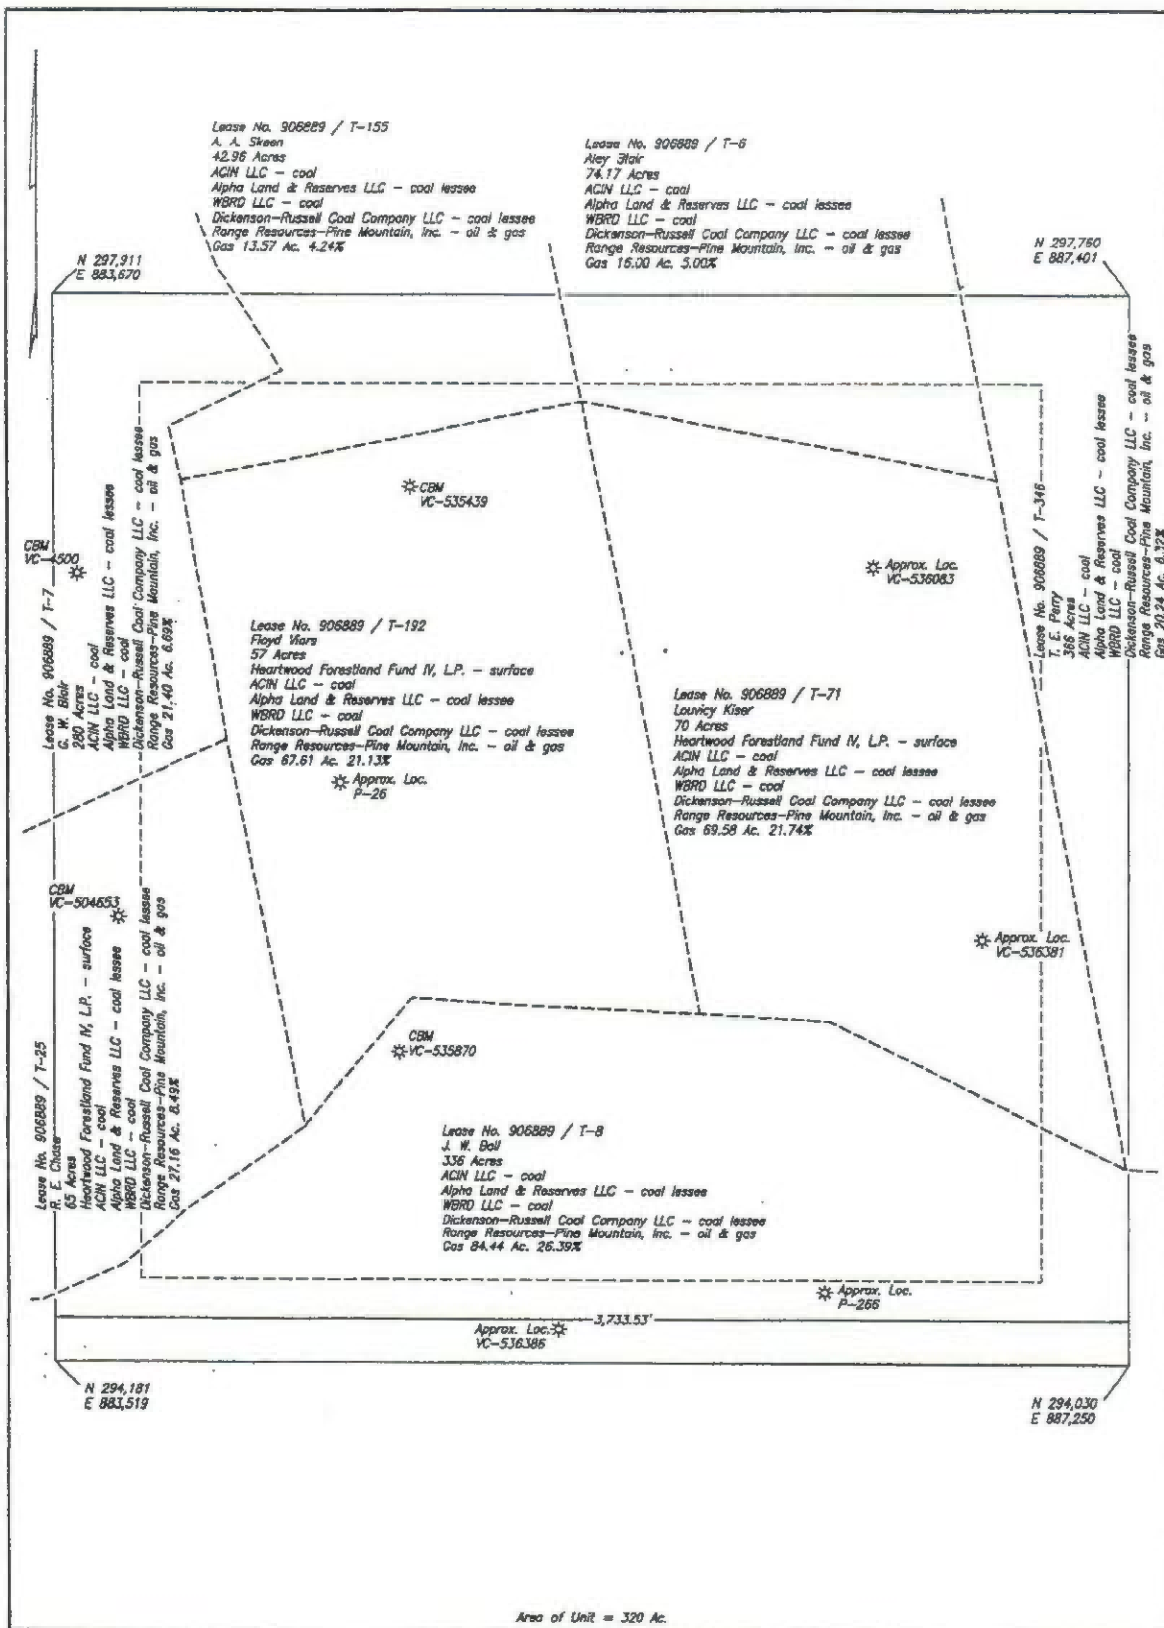 Lease No. 906889 / T-155
A. A. Skeen
42.96 Acres
ACIN LLC - coal
Alpha Land & Reserves LLC - coal lessee
WBRD LLC - coal
Dickenson-Russell Coal Company LLC - coal lessee
Range Resources-Pine Mountain, Inc. - oil & gas
Gas 13.57 Ac. 4.24%
Lease No. 906889 / T-6
Aley Blair
74.17 Acres
ACIN LLC - coal
Alpha Land & Reserves LLC - coal lessee
WBRD LLC - coal
Dickenson-Russell Coal Company LLC - coal lessee
Range Resources-Pine Mountain, Inc. - oil & gas
Gas 16.00 Ac. 5.00%
N 297,911
E 883,670
N 297,760
E 887,401
CBM
VC-535439
CBM
VC-4500
Approx. Loc.
VC-536083
Lease No. 906889 / T-7
G. W. Blair
280 Acres
ACIN LLC - coal
Alpha Land & Reserves LLC - coal lessee
WBRD LLC - coal
Dickenson-Russell Coal Company LLC - coal lessee
Range Resources-Pine Mountain, Inc. - oil & gas
Gas 21.40 Ac. 6.69%
Lease No. 906889 / T-192
Floyd Viars
57 Acres
Heartwood Forestland Fund IV, L.P. - surface
ACIN LLC - coal
Alpha Land & Reserves LLC - coal lessee
WBRD LLC - coal
Dickenson-Russell Coal Company LLC - coal lessee
Range Resources-Pine Mountain, Inc. - oil & gas
Gas 67.61 Ac. 21.13%
Approx. Loc.
P-26
Lease No. 906889 / T-71
Louvicy Kiser
70 Acres
Heartwood Forestland Fund IV, L.P. - surface
ACIN LLC - coal
Alpha Land & Reserves LLC - coal lessee
WBRD LLC - coal
Dickenson-Russell Coal Company LLC - coal lessee
Range Resources-Pine Mountain, Inc. - oil & gas
Gas 69.58 Ac. 21.74%
Lease No. 906889 / T-346
T. E. Perry
366 Acres
ACIN LLC - coal
Alpha Land & Reserves LLC - coal lessee
WBRD LLC - coal
Dickenson-Russell Coal Company LLC - coal lessee
Range Resources-Pine Mountain, Inc. - oil & gas
Gas 20.24 Ac. 6.32%
CBM
VC-504653
Approx. Loc.
VC-536381
Lease No. 906889 / T-25
R. E. Chase
65 Acres
Heartwood Forestland Fund IV, L.P. - surface
ACIN LLC - coal
Alpha Land & Reserves LLC - coal lessee
WBRD LLC - coal
Dickenson-Russell Coal Company LLC - coal lessee
Range Resources-Pine Mountain, Inc. - oil & gas
Gas 27.16 Ac. 8.49%
CBM
VC-535870
Lease No. 906889 / T-8
J. W. Ball
336 Acres
ACIN LLC - coal
Alpha Land & Reserves LLC - coal lessee
WBRD LLC - coal
Dickenson-Russell Coal Company LLC - coal lessee
Range Resources-Pine Mountain, Inc. - oil & gas
Gas 84.44 Ac. 26.39%
Approx. Loc.
P-266
3,733.53'
Approx. Loc.
VC-536386
N 294,181
E 883,519
N 294,030
E 887,250
Area of Unit = 320 Ac.